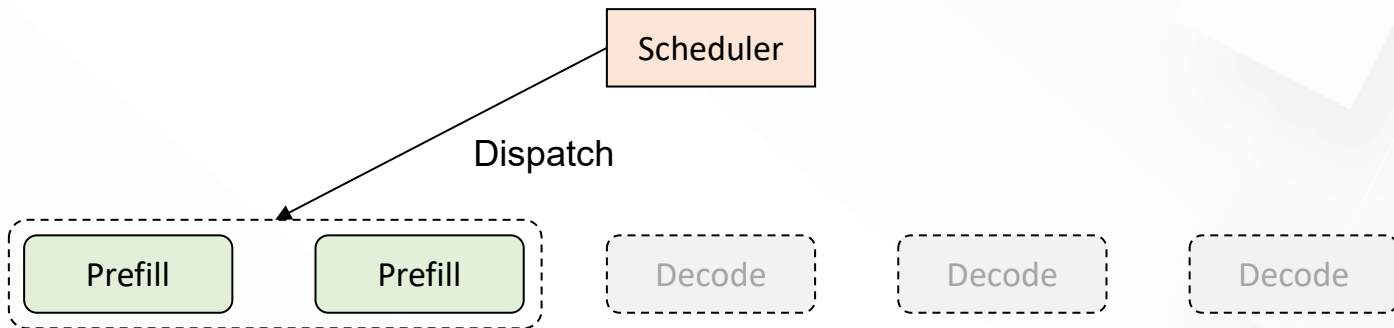 Scheduler
Dispatch
Prefill
Prefill
Decode
Decode
Decode